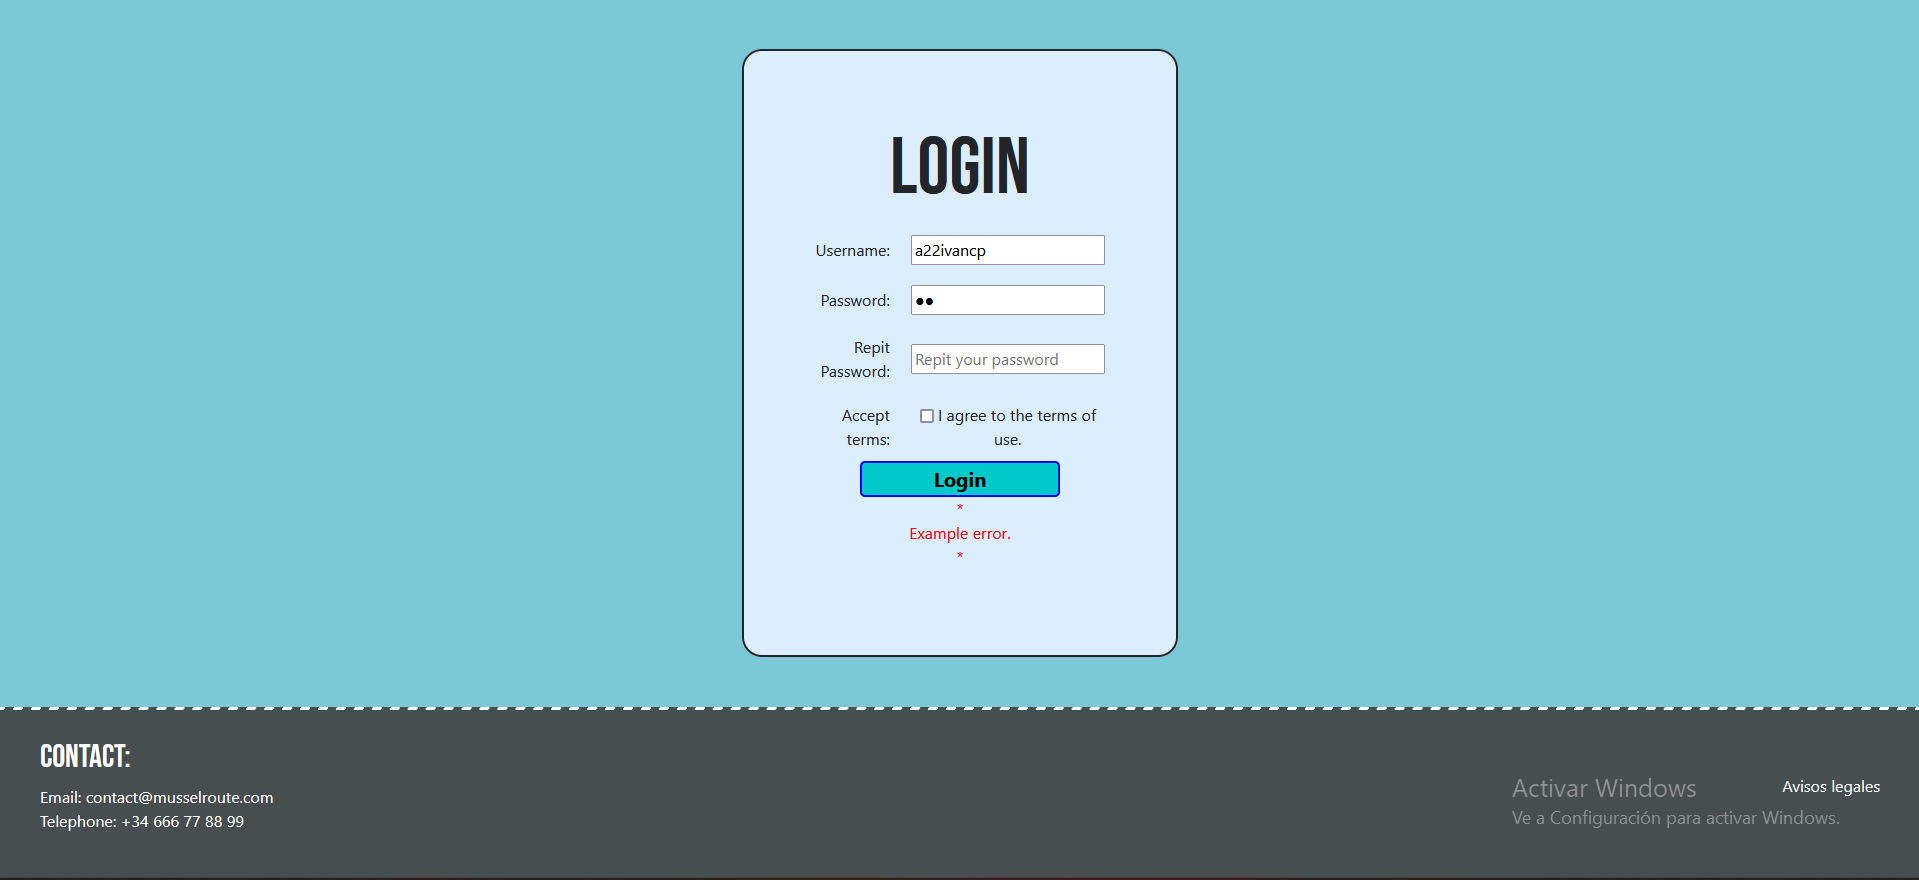 LOGIN
Username: a22ivancp
Password: ●●
Repit
Password:
Repit your password
Accept
terms:
I agree to the terms of
use.
Login
*
Example error.
*
CONTACT:
Email: contact@musselroute.com
Telephone: +34 666 77 88 99
Activar Windows
Ve a Configuración para activar Windows.
Avisos legales